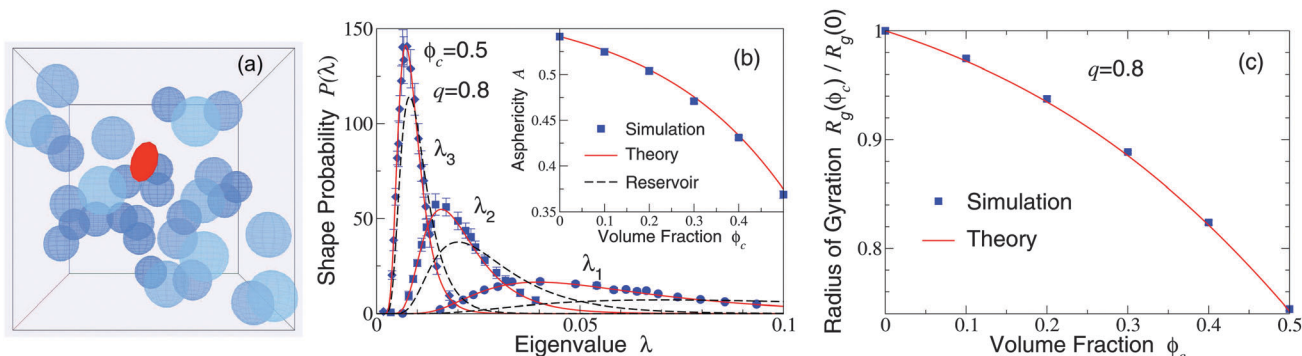 (a)
Shape Probability P(λ)
150
100
50
0
0
0.05
0.1
Eigenvalue λ
ϕc=0.5
q=0.8
λ3
λ2
λ1
(b)
Asphericity A
0.5
0.45
0.4
0.35
0
0.1
0.2
0.3
0.4
Volume Fraction ϕc
Simulation
Theory
Reservoir
Radius of Gyration Rg(ϕc) / Rg(0)
1
0.9
0.8
0
0.1
0.2
0.3
0.4
0.5
Volume Fraction ϕc
q=0.8
(c)
Simulation
Theory